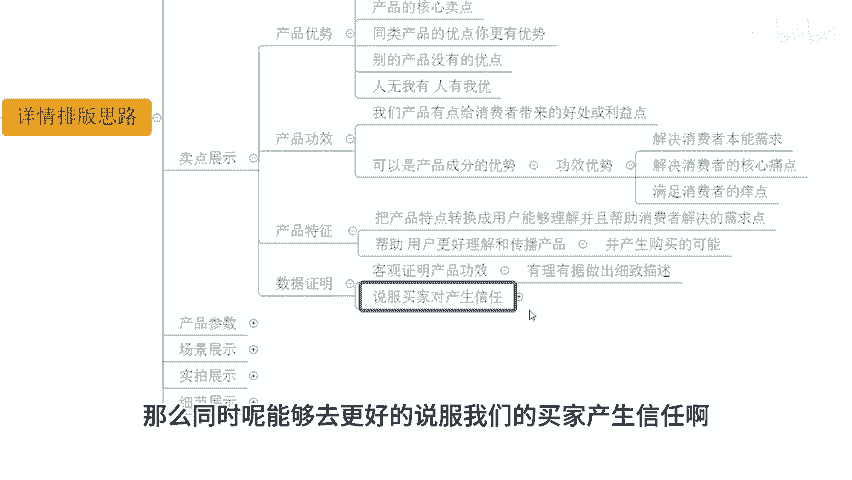 产品的核心卖点
产品优势
同类产品的优点你更有优势
别的产品没有的优点
人无我有 人有我优
详情排版思路
我们产品有点给消费者带来的好处或利益点
产品功效
解决消费者本能需求
卖点展示
可以是产品成分的优势
功效优势
解决消费者的核心痛点
满足消费者的痒点
把产品特点转换成用户能够理解并且帮助消费者解决的需求点
产品特征
帮助 用户更好理解和传播产品
并产生购买的可能
客观证明产品功效
有理有据做出细致描述
数据证明
说服买家对产生信任
产品参数
场景展示
实拍展示
细节展示
那么同时呢能够去更好的说服我们的买家产生信任啊